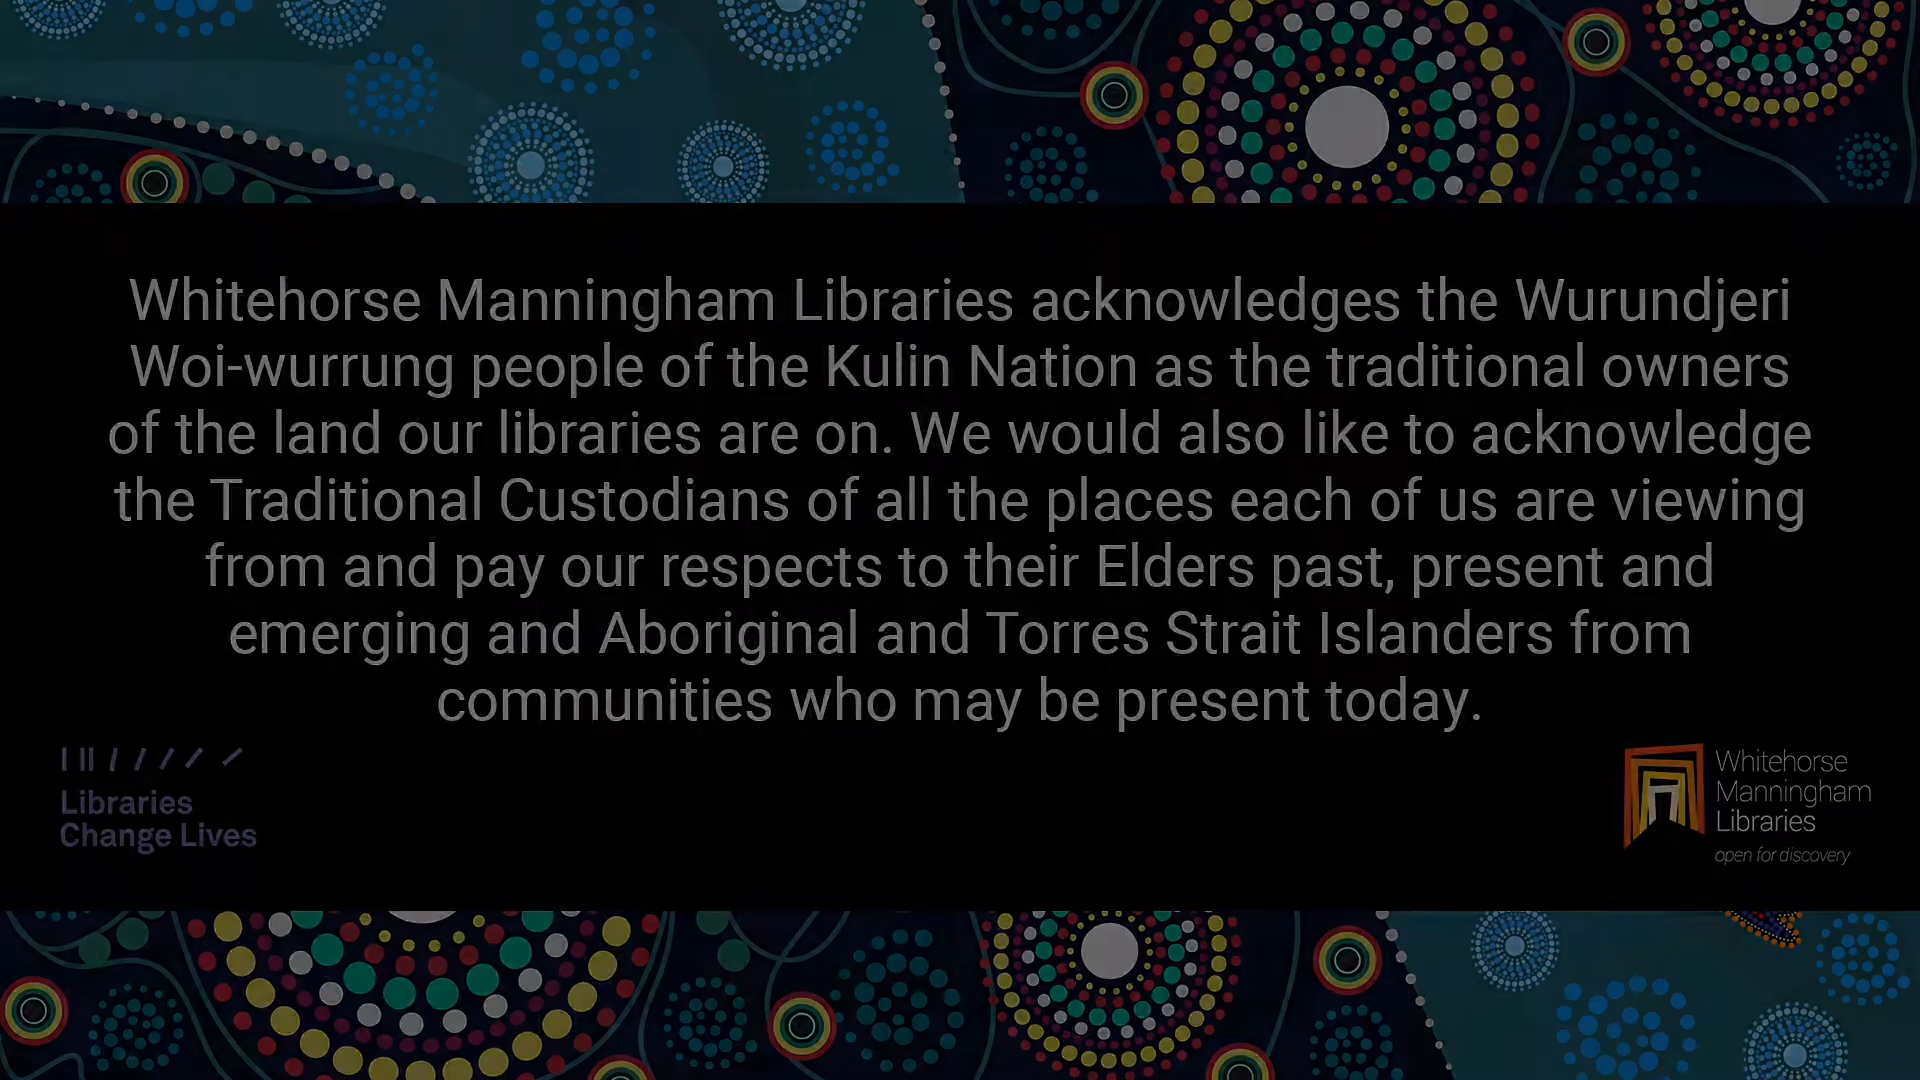 Whitehorse Manningham Libraries acknowledges the Wurundjeri
Woi-wurrung people of the Kulin Nation as the traditional owners
of the land our libraries are on. We would also like to acknowledge
the Traditional Custodians of all the places each of us are viewing
from and pay our respects to their Elders past, present and
emerging and Aboriginal and Torres Strait Islanders from
communities who may be present today.
Libraries
Change Lives
Whitehorse
Manningham
Libraries
open for discovery